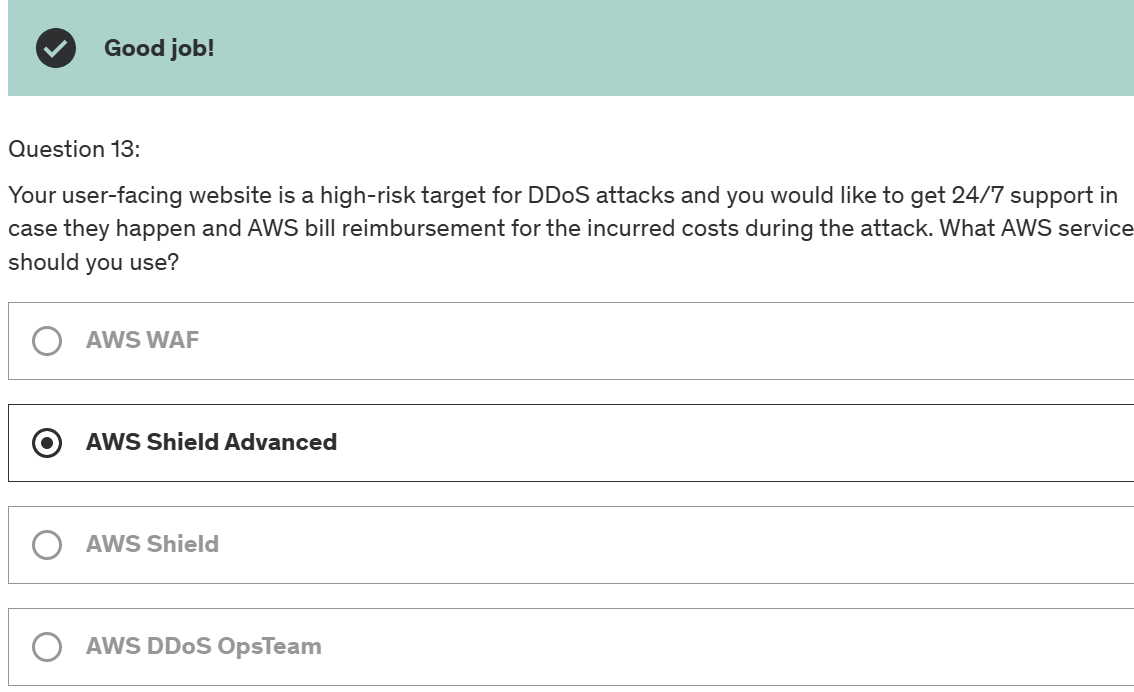 Good job!
Question 13:
Your user-facing website is a high-risk target for DDoS attacks and you would like to get 24/7 support in
case they happen and AWS bill reimbursement for the incurred costs during the attack. What AWS service
should you use?
AWS WAF
AWS Shield Advanced
AWS Shield
AWS DDoS OpsTeam